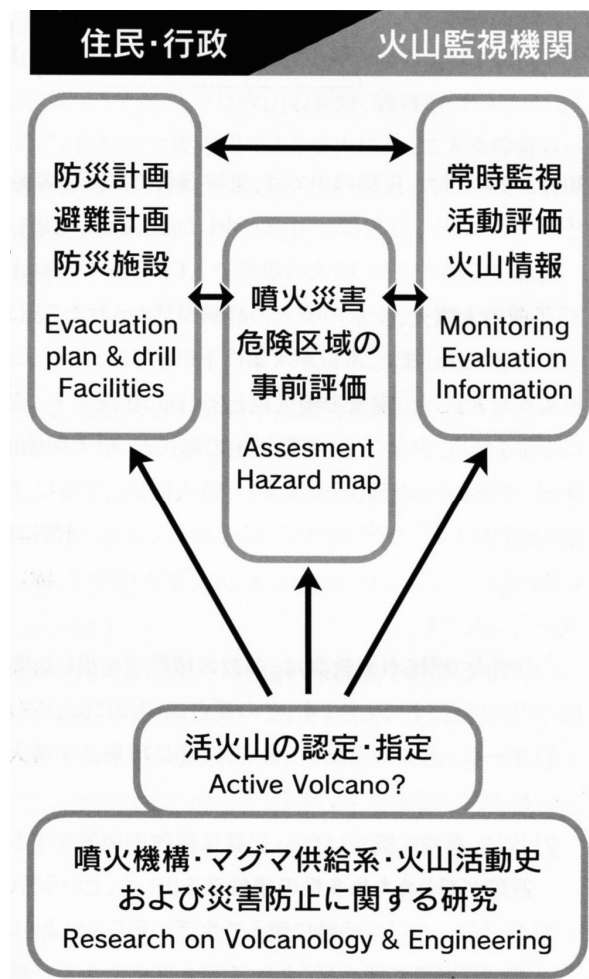 住民・行政
火山監視機関
防災計画
避難計画
防災施設
Evacuation
plan & drill
Facilities
噴火災害
危険区域の
事前評価
Assesment
Hazard map
常時監視
活動評価
火山情報
Monitoring
Evaluation
Information
活火山の認定・指定
Active Volcano?
噴火機構・マグマ供給系・火山活動史
および災害防止に関する研究
Research on Volcanology & Engineering